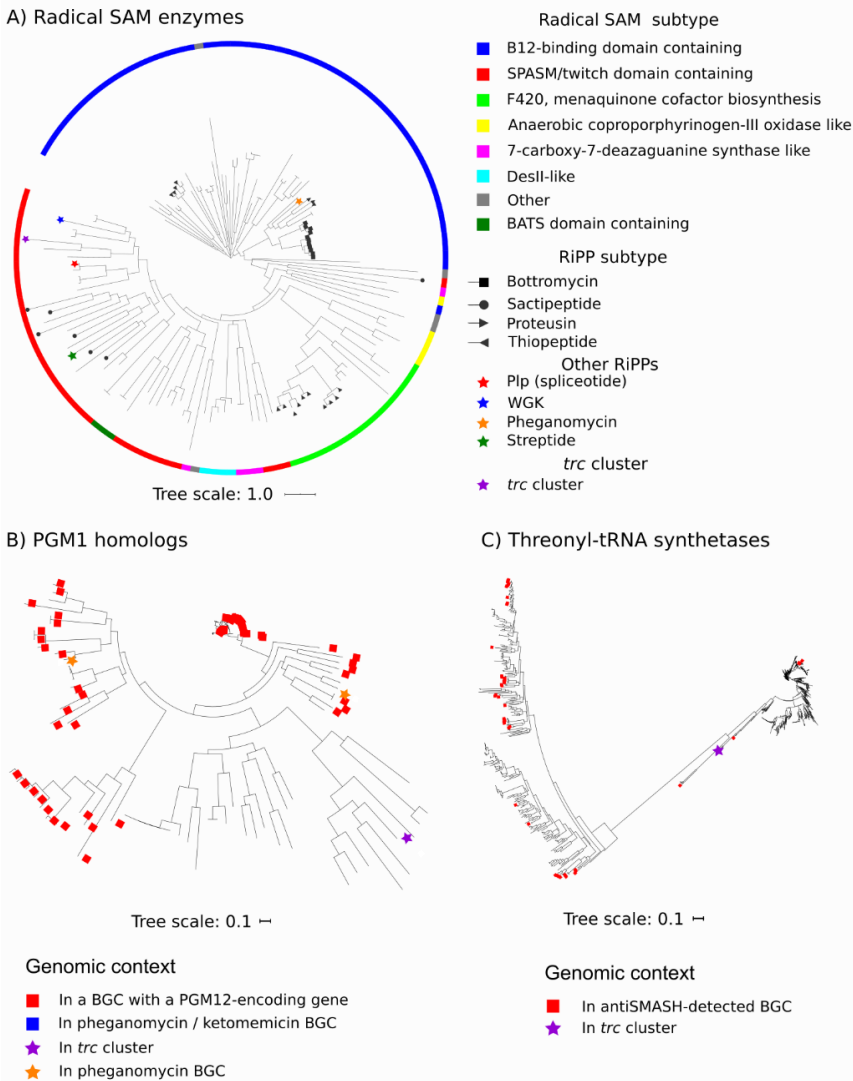 A) Radical SAM enzymes
Radical SAM subtype
B12-binding domain containing
SPASM/twitch domain containing
F420, menaquinone cofactor biosynthesis
Anaerobic coproporphyrinogen-III oxidase like
7-carboxy-7-deazaguanine synthase like
DesII-like
Other
BATS domain containing
RiPP subtype
Bottromycin
Sactipeptide
Proteusin
Thiopeptide
Other RiPPs
Plp (spliceotide)
WGK
Pheganomycin
Streptide
trc cluster
trc cluster
Tree scale: 1.0
B) PGM1 homologs
Tree scale: 0.1
Genomic context
In a BGC with a PGM12-encoding gene
In pheganomycin / ketomemicin BGC
In trc cluster
In pheganomycin BGC
C) Threonyl-tRNA synthetases
Tree scale: 0.1
Genomic context
In antiSMASH-detected BGC
In trc cluster